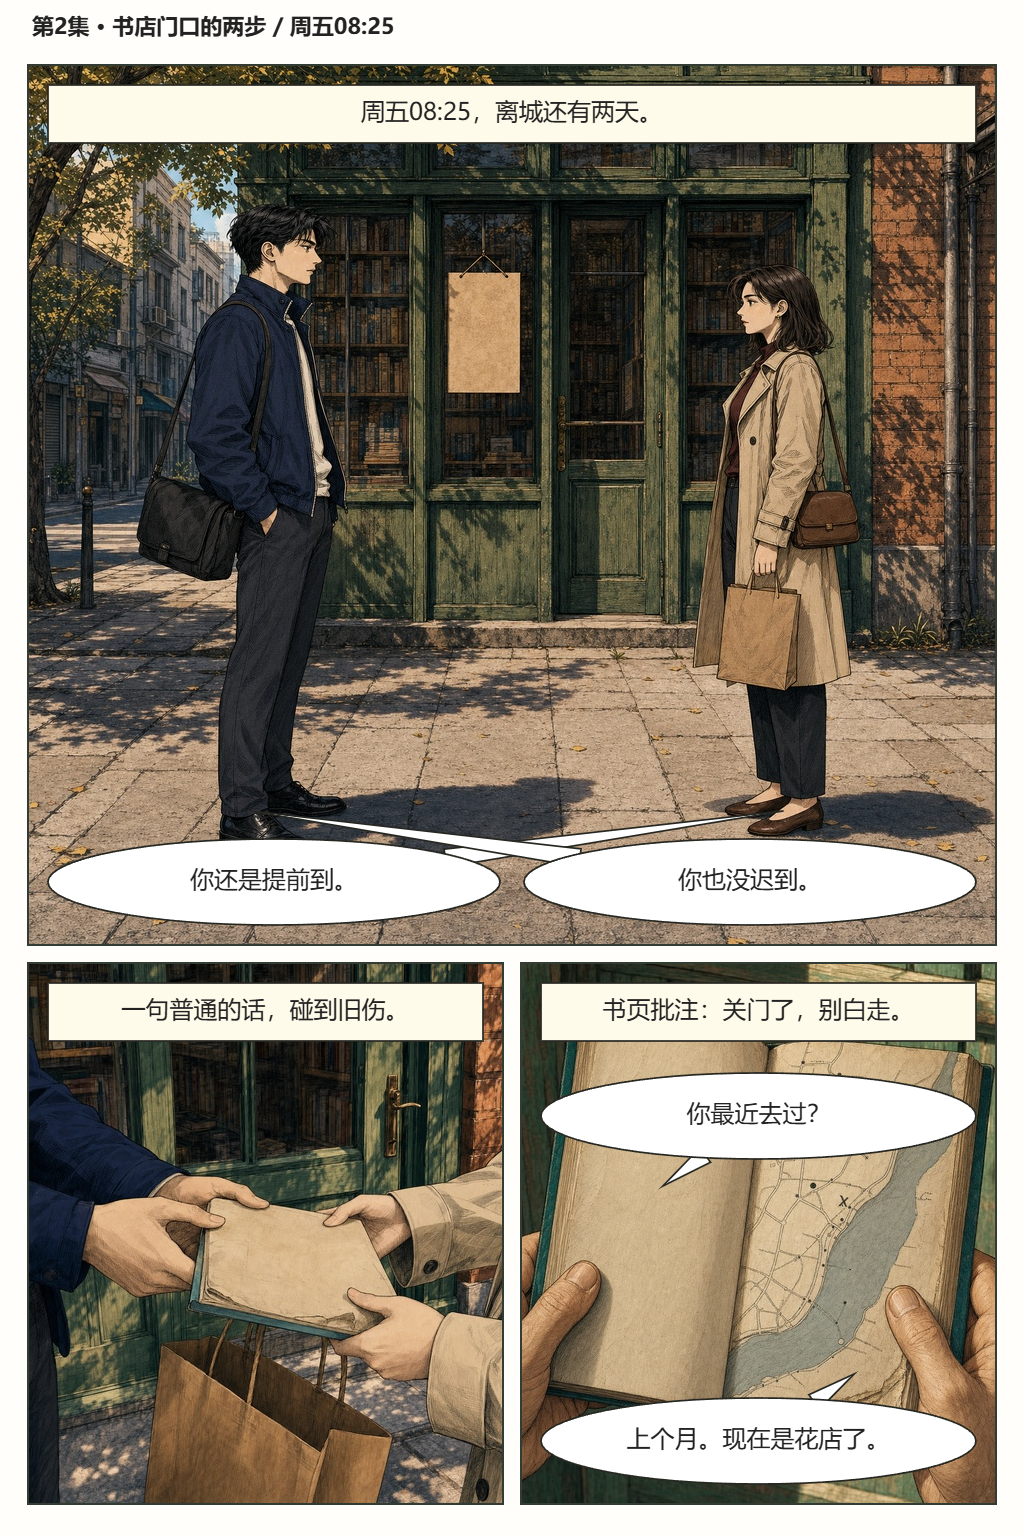 第2集・书店门口的两步 / 周五08:25
周五08:25，离城还有两天。
你还是提前到。
你也没迟到。
一句普通的话，碰到旧伤。
书页批注：关门了，别白走。
你最近去过？
X
上个月。现在是花店了。